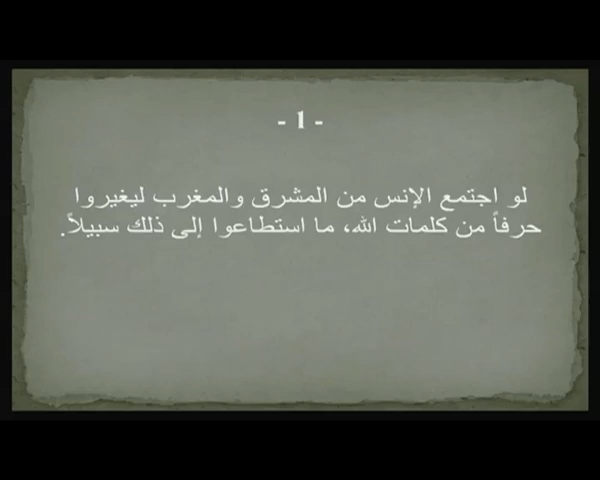 - 1 -
لو اجتمع الإنس من المشرق والمغرب ليغيروا
حرفاً من كلمات الله، ما استطاعوا إلى ذلك سبيلاً.